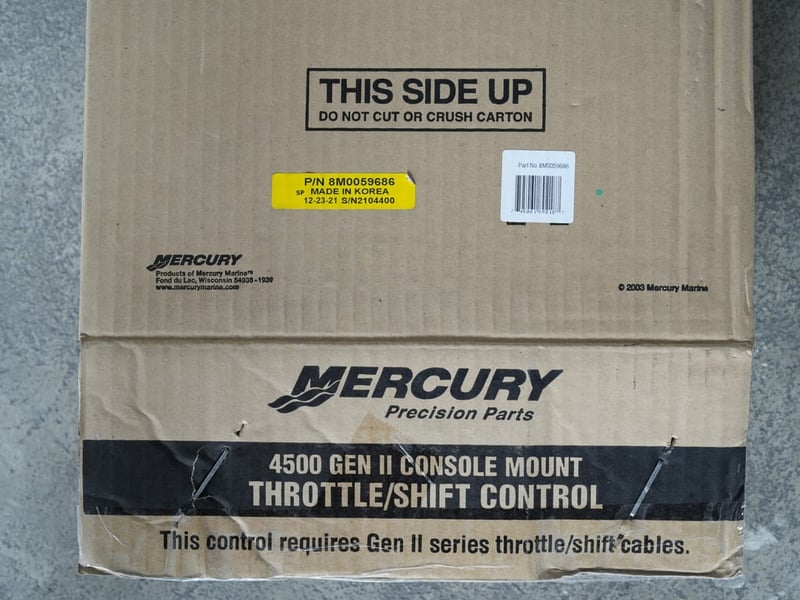 THIS SIDE UP
DO NOT CUT OR CRUSH CARTON
Part No 8M0059686
P/N 8M0059686
SP MADE IN KOREA
12-23-21 S/N2104400
MERCURY
Products of Mercury Marine™
Fond du Lac, Wisconsin 54935-1939
www.mercurymarine.com
© 2003 Mercury Marine
MERCURY
Precision Parts
4500 GEN II CONSOLE MOUNT
THROTTLE/SHIFT CONTROL
This control requires Gen II series throttle/shift cables.